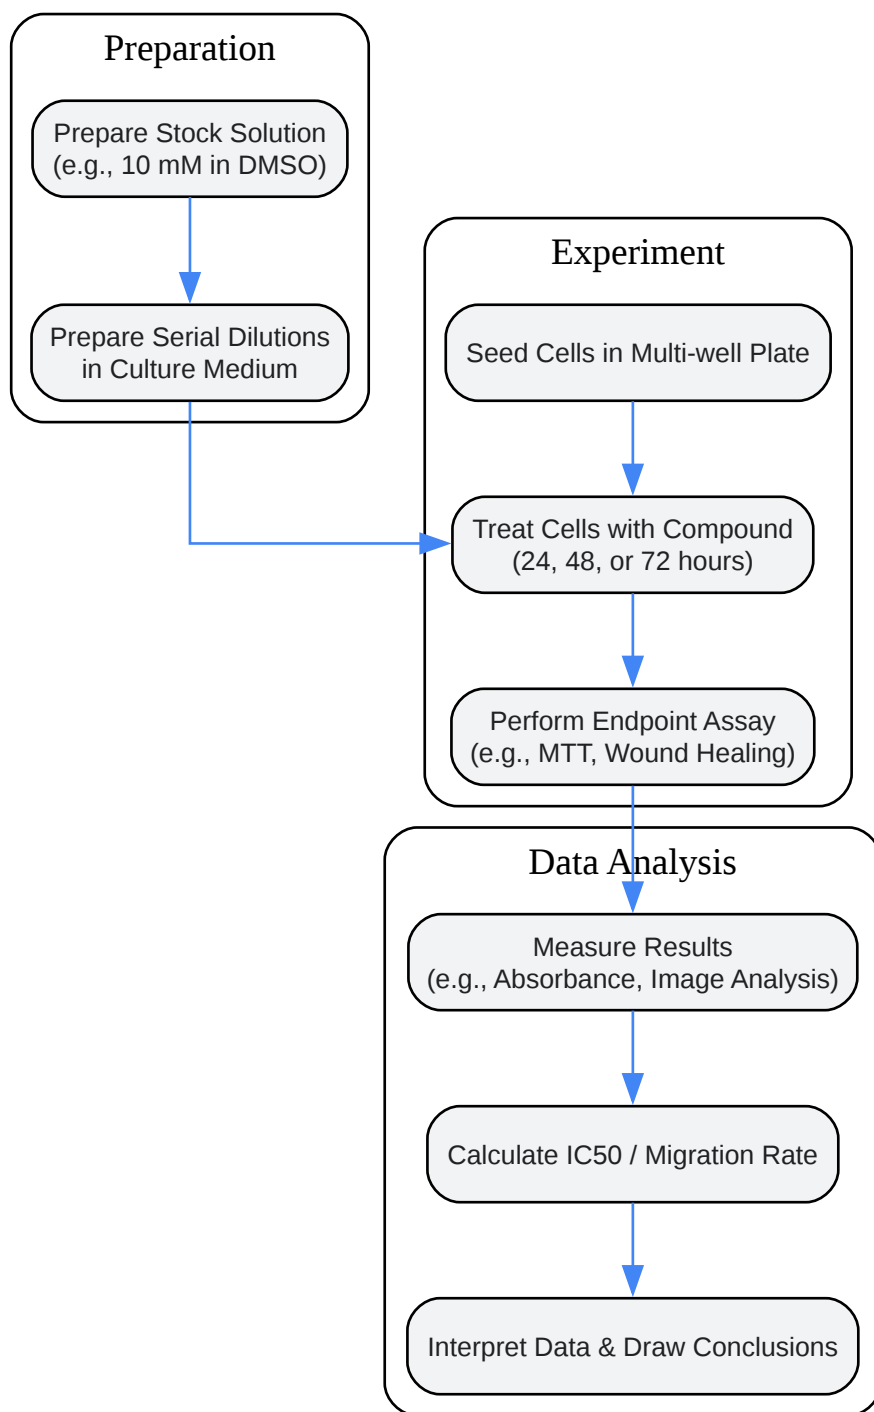 Preparation
Prepare Stock Solution
(e.g., 10 mM in DMSO)
Prepare Serial Dilutions
in Culture Medium
Experiment
Seed Cells in Multi-well Plate
Treat Cells with Compound
(24, 48, or 72 hours)
Perform Endpoint Assay
(e.g., MTT, Wound Healing)
Data Analysis
Measure Results
(e.g., Absorbance, Image Analysis)
Calculate IC50 / Migration Rate
Interpret Data & Draw Conclusions